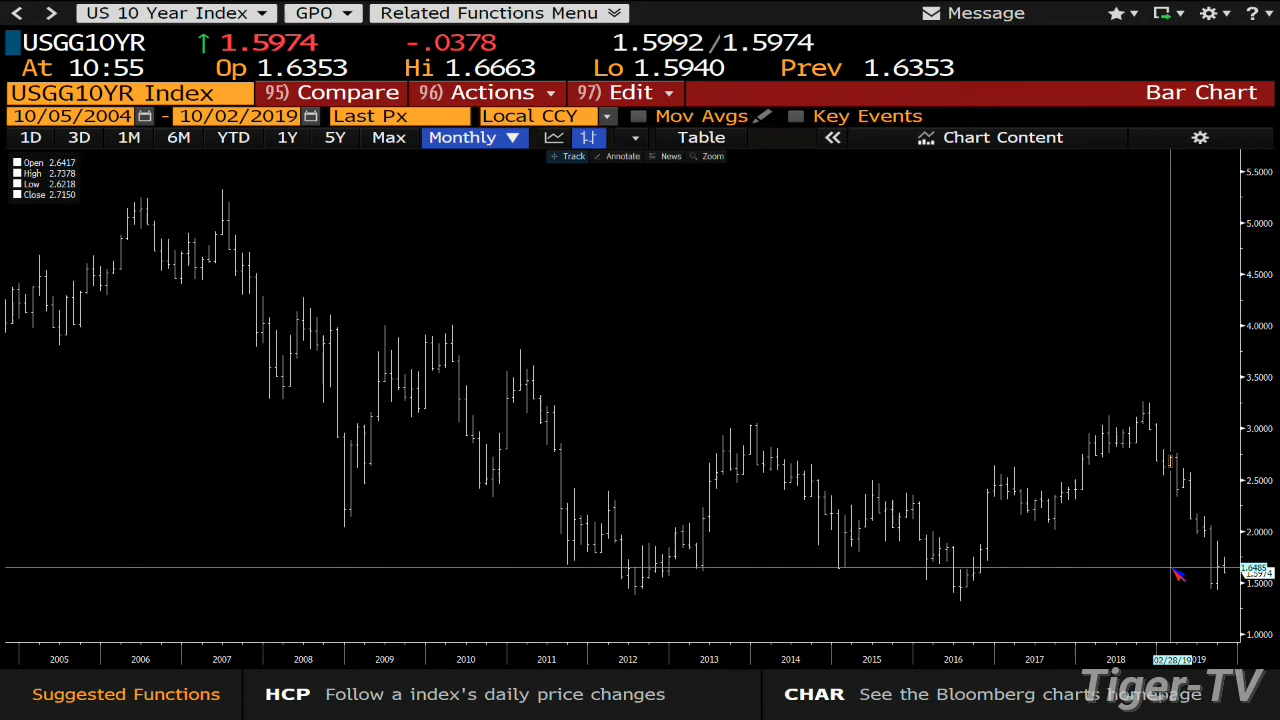 US 10 Year Index GPO Related Functions Menu Message
USGG10YR ↑ 1.5974 -.0378 1.5992/1.5974
At 10:55 Op 1.6353 Hi 1.6663 Lo 1.5940 Prev 1.6353
USGG10YR Index 95) Compare 96) Actions 97) Edit Bar Chart
10/05/2004 - 10/02/2019 Last Px Local CCY Mov Avgs Key Events
1D 3D 1M 6M YTD 1Y 5Y Max Monthly ▼ Table Chart Content
Track Annotate News Zoom
Open 2.6417
High 2.7378
Low 2.6218
Close 2.7150
5.5000
5.0000
4.5000
4.0000
3.5000
3.0000
2.5000
2.0000
1.6485
1.5974
1.5000
1.0000
2005 2006 2007 2008 2009 2010 2011 2012 2013 2014 2015 2016 2017 2018 02/28/19 2019
Suggested Functions HCP Follow a index's daily price changes CHAR See the Bloomberg charts homepage
Tiger-TV